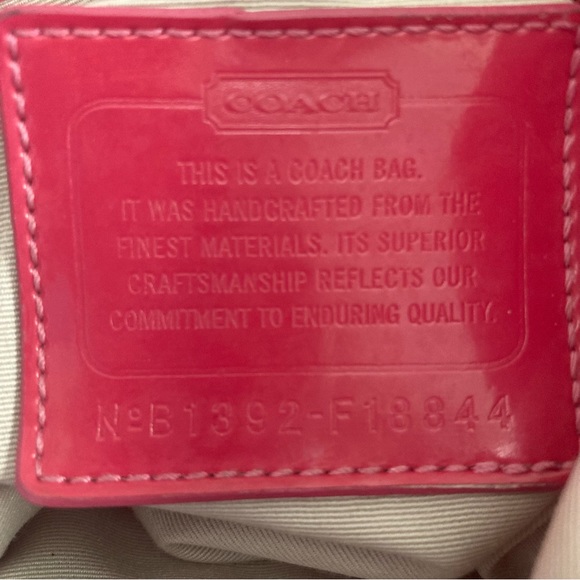 COACH
THIS IS A COACH BAG.
IT WAS HANDCRAFTED FROM THE
FINEST MATERIALS. ITS SUPERIOR
CRAFTSMANSHIP REFLECTS OUR
COMMITMENT TO ENDURING QUALITY.
NºB1392-F18844